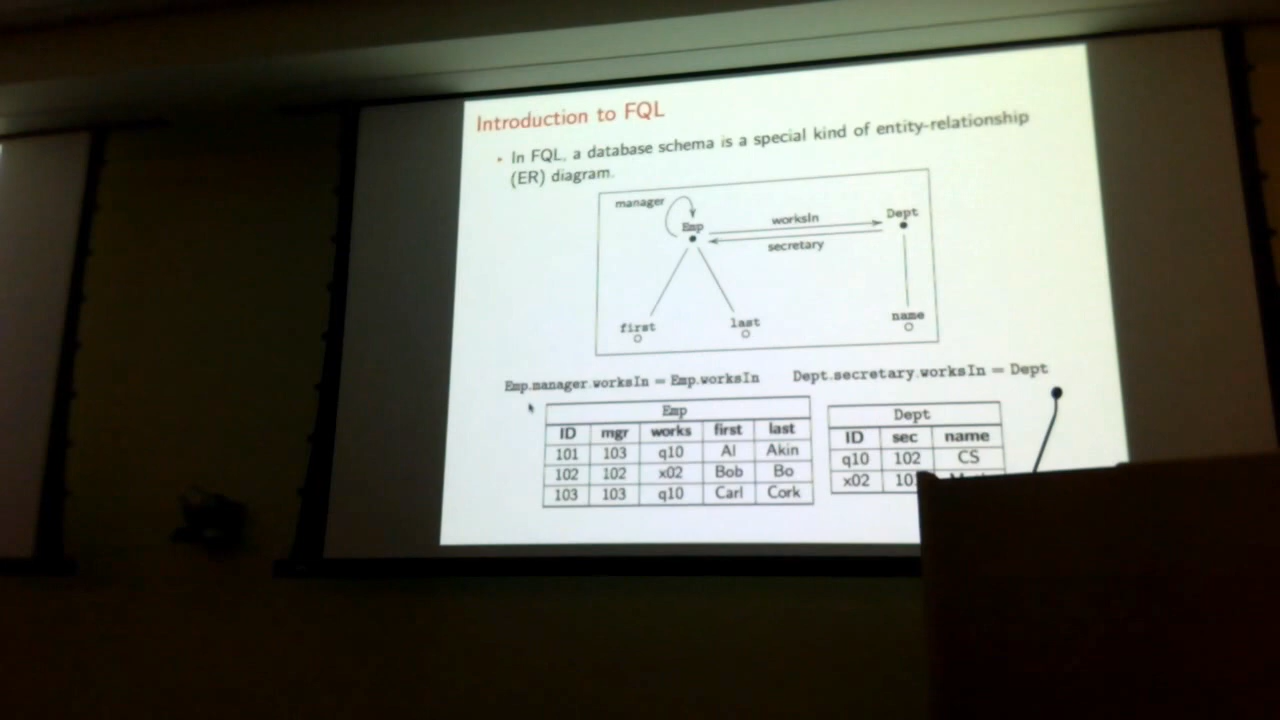 Introduction to FQL
• In FQL, a database schema is a special kind of entity-relationship
(ER) diagram.
manager
Emp
worksIn
Dept
secretary
first
last
name
Emp.manager.worksIn = Emp.worksIn
Dept.secretary.worksIn = Dept
Emp
ID mgr works first last
101 103 q10 Al Akin
102 102 x02 Bob Bo
103 103 q10 Carl Cork
Dept
ID sec name
q10 102 CS
x02